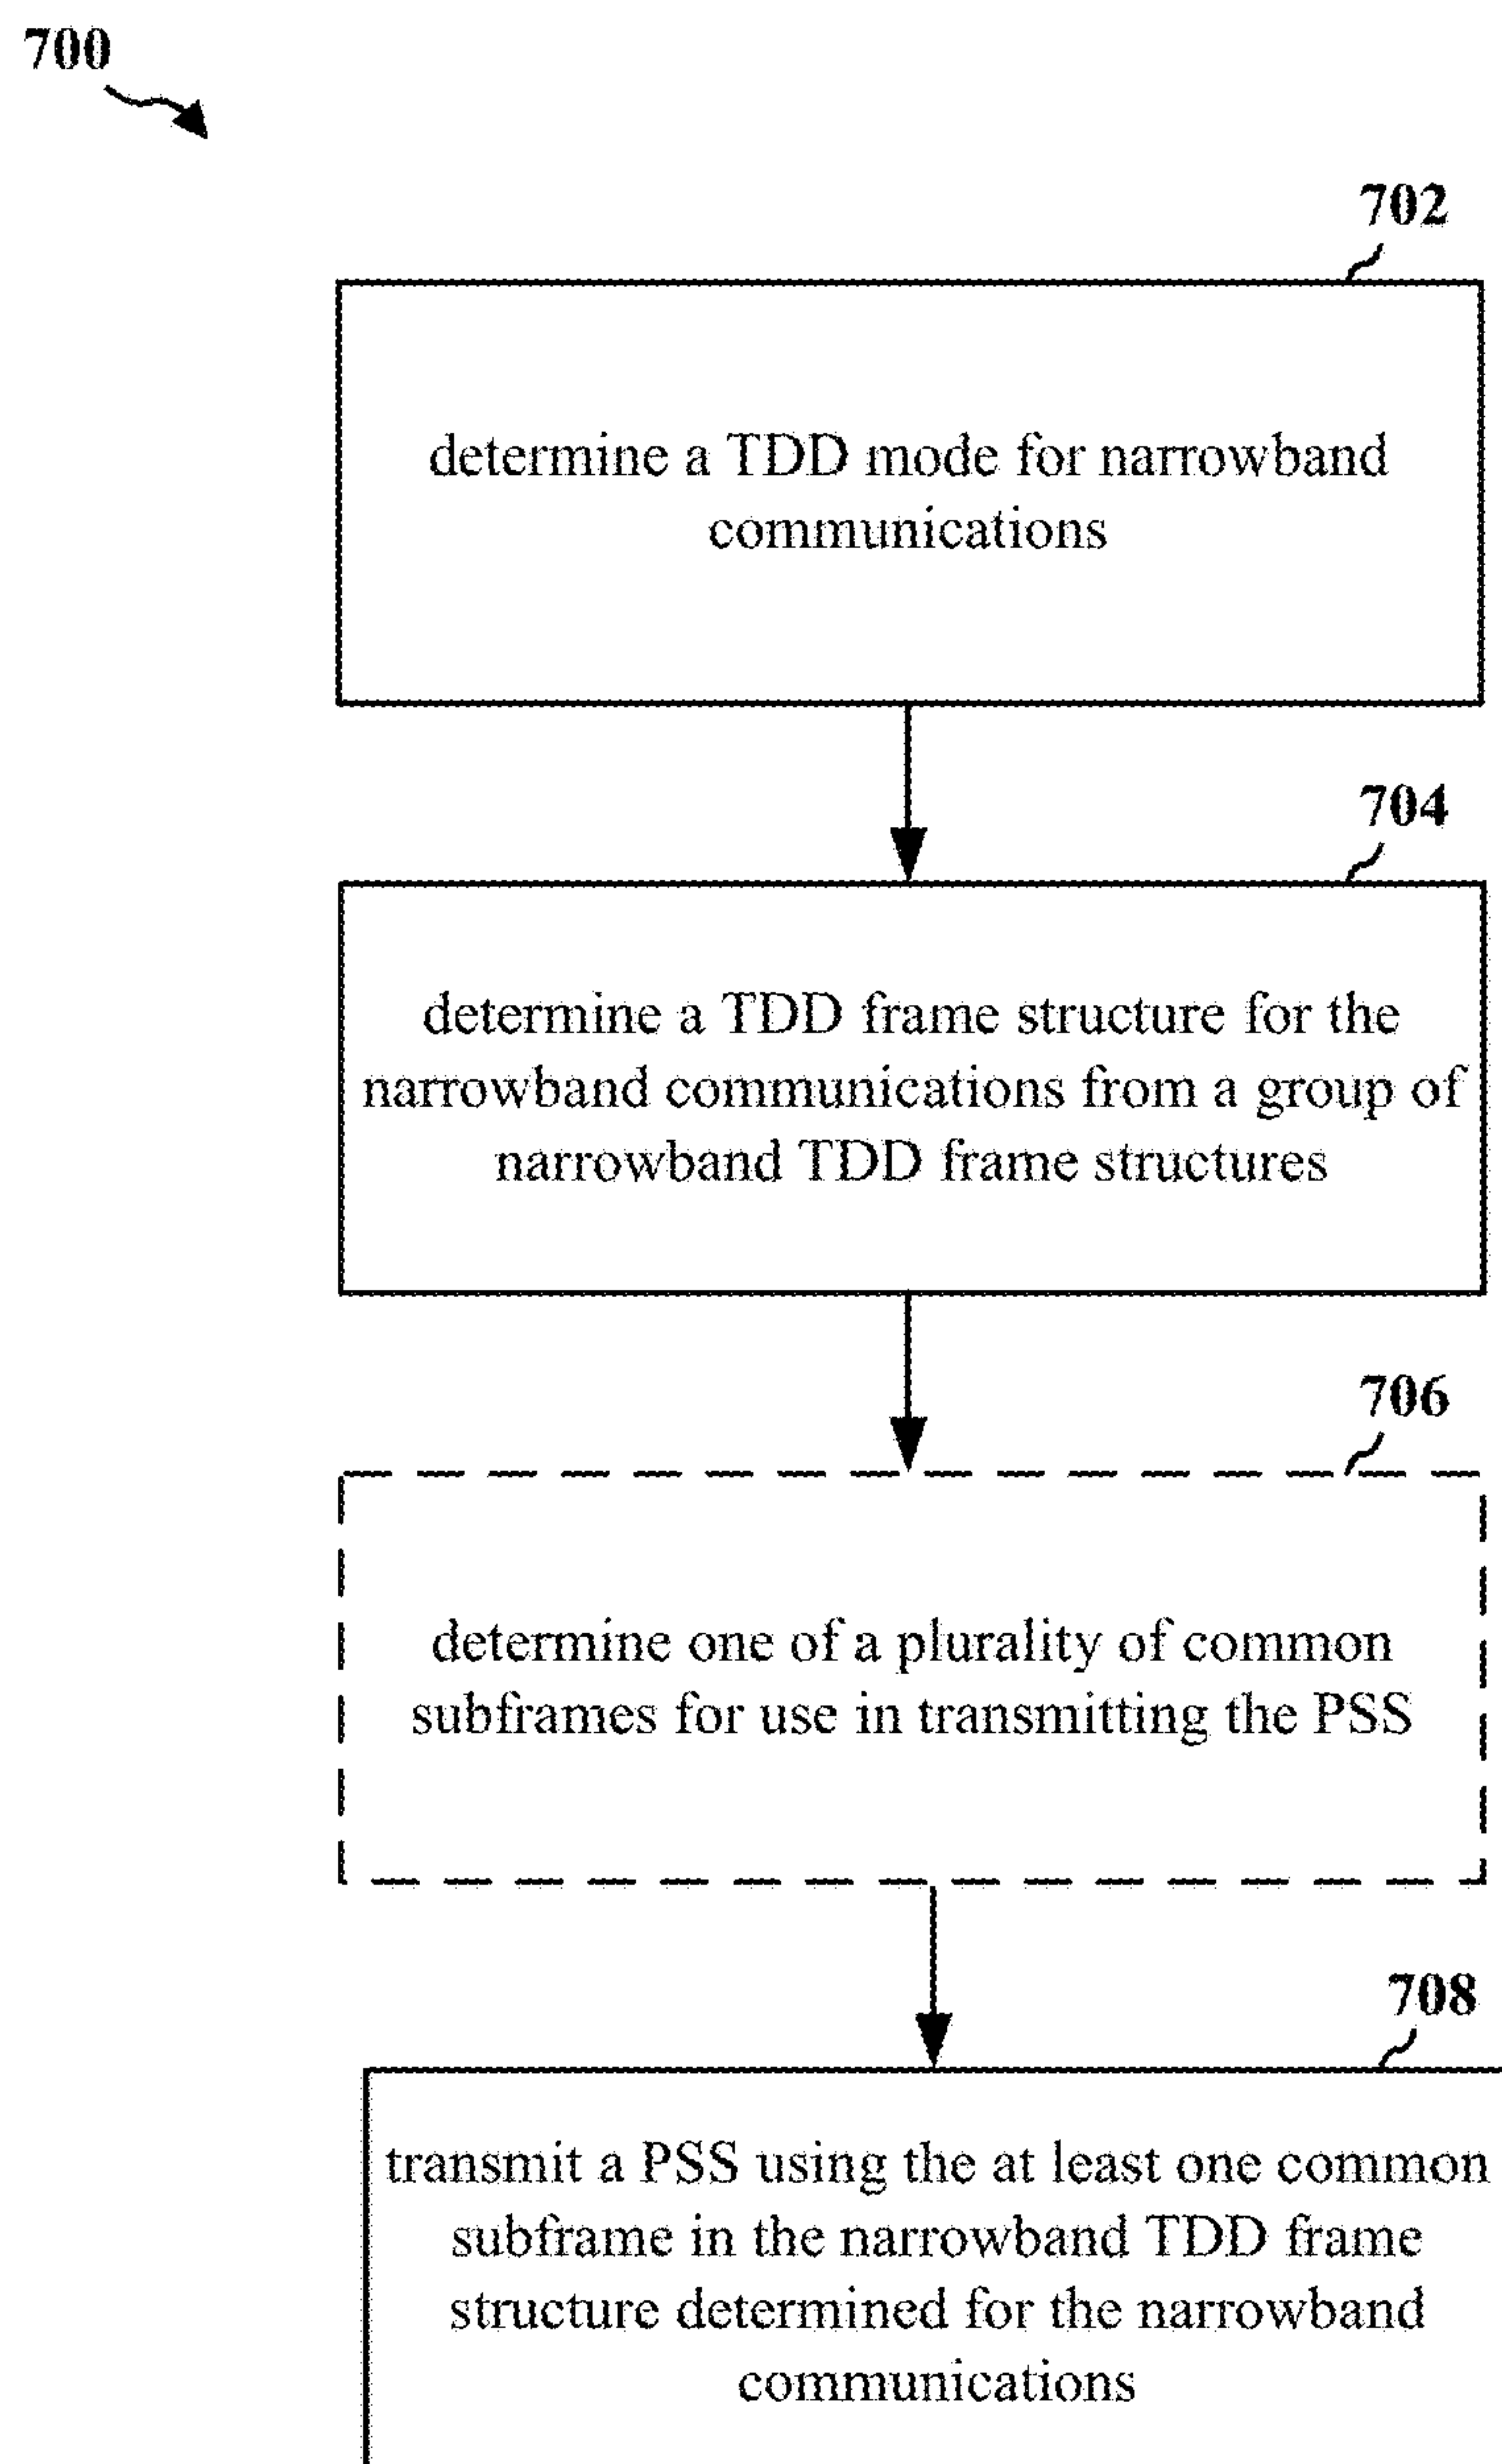 700
702
determine a TDD mode for narrowband
communications
704
determine a TDD frame structure for the
narrowband communications from a group of
narrowband TDD frame structures
706
determine one of a plurality of common
subframes for use in transmitting the PSS
708
transmit a PSS using the at least one common
subframe in the narrowband TDD frame
structure determined for the narrowband
communications